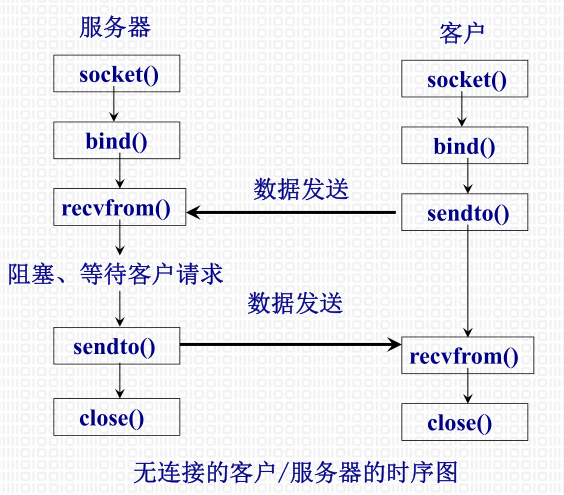 服务器
客户
socket()
socket()
bind()
bind()
数据发送
recvfrom()
sendto()
阻塞、等待客户请求
数据发送
sendto()
recvfrom()
close()
close()
无连接的客户/服务器的时序图